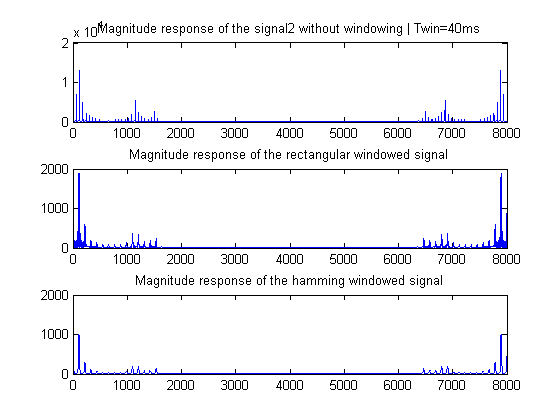 x 10⁴
Magnitude response of the signal2 without windowing | Twin=40ms
2
1
0
0 1000 2000 3000 4000 5000 6000 7000 8000
Magnitude response of the rectangular windowed signal
2000
1000
0
0 1000 2000 3000 4000 5000 6000 7000 8000
Magnitude response of the hamming windowed signal
2000
1000
0
0 1000 2000 3000 4000 5000 6000 7000 8000